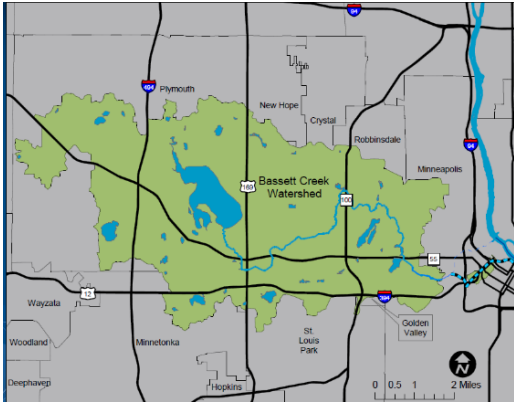 94
494
Plymouth
New Hope
Crystal
Robbinsdale
94
Minneapolis
Bassett Creek
Watershed
169
100
55
12
394
Wayzata
Golden
Valley
St.
Louis
Park
Woodland
Minnetonka
Deephaven
Hopkins
N
0 0.5 1 2 Miles